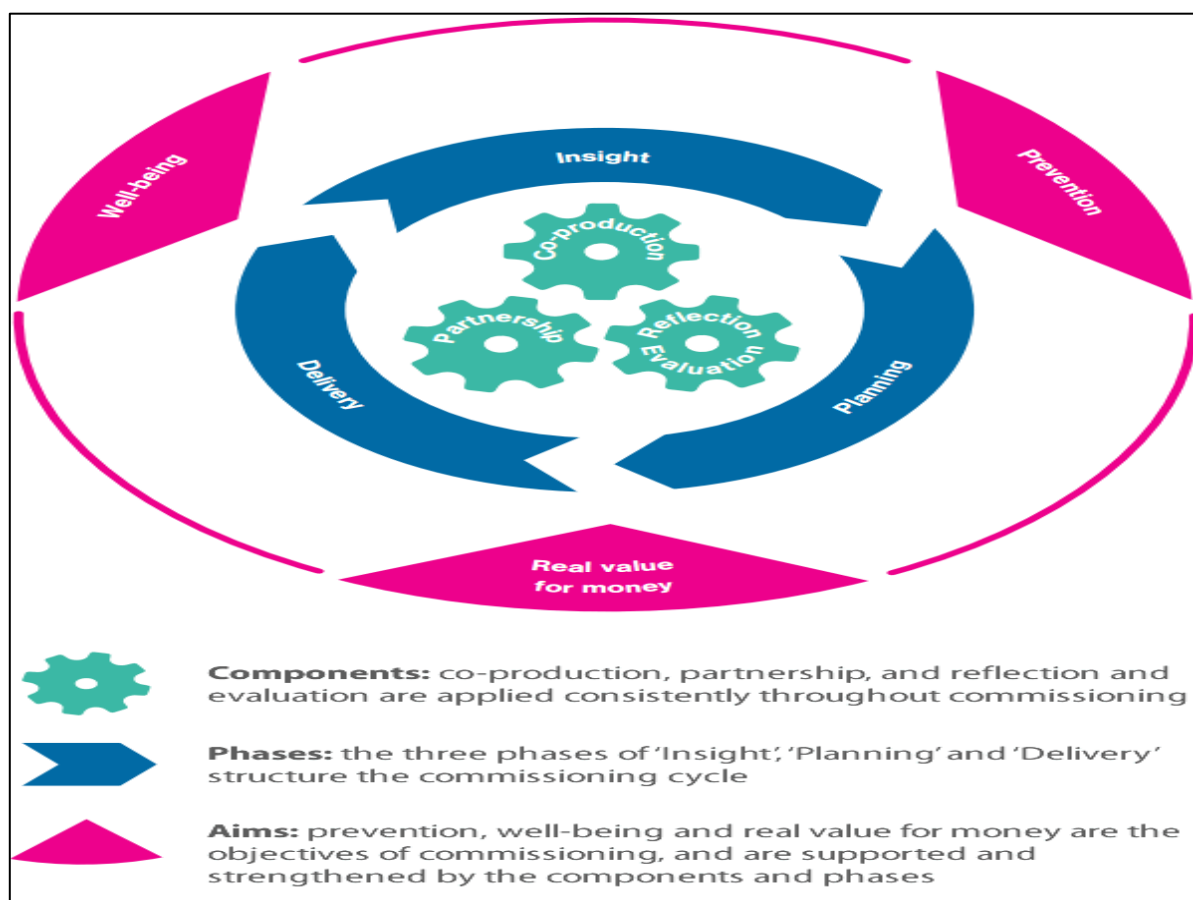 Insight
Well-being
Prevention
Co-production
Partnership
Reflection
Evaluation
Delivery
Planning
Real value
for money
Components: co-production, partnership, and reflection and
evaluation are applied consistently throughout commissioning
Phases: the three phases of ‘Insight’, ‘Planning’ and ‘Delivery’
structure the commissioning cycle
Aims: prevention, well-being and real value for money are the
objectives of commissioning, and are supported and
strengthened by the components and phases